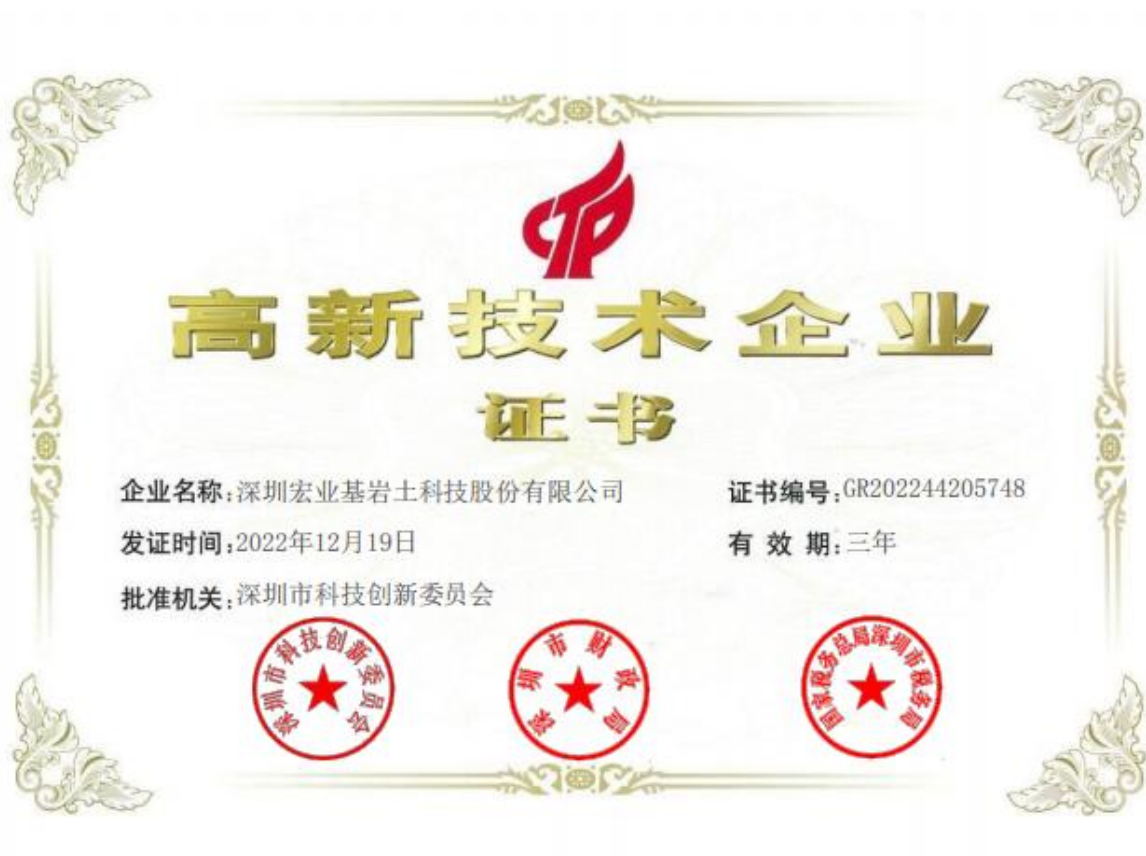 CTP
高新技术企业
证书
企业名称:深圳宏业基岩土科技股份有限公司 证书编号:GR202244205748
发证时间:2022年12月19日 有效期:三年
批准机关:深圳市科技创新委员会
深圳市科技创新委员会
深圳市财政局
国家税务总局深圳市税务局